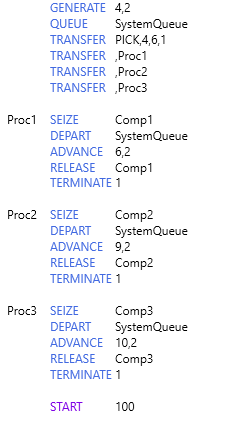 GENERATE 4,2
QUEUE SystemQueue
TRANSFER PICK,4,6,1
TRANSFER ,Proc1
TRANSFER ,Proc2
TRANSFER ,Proc3
Proc1 SEIZE Comp1
DEPART SystemQueue
ADVANCE 6,2
RELEASE Comp1
TERMINATE 1
Proc2 SEIZE Comp2
DEPART SystemQueue
ADVANCE 9,2
RELEASE Comp2
TERMINATE 1
Proc3 SEIZE Comp3
DEPART SystemQueue
ADVANCE 10,2
RELEASE Comp3
TERMINATE 1
START 100